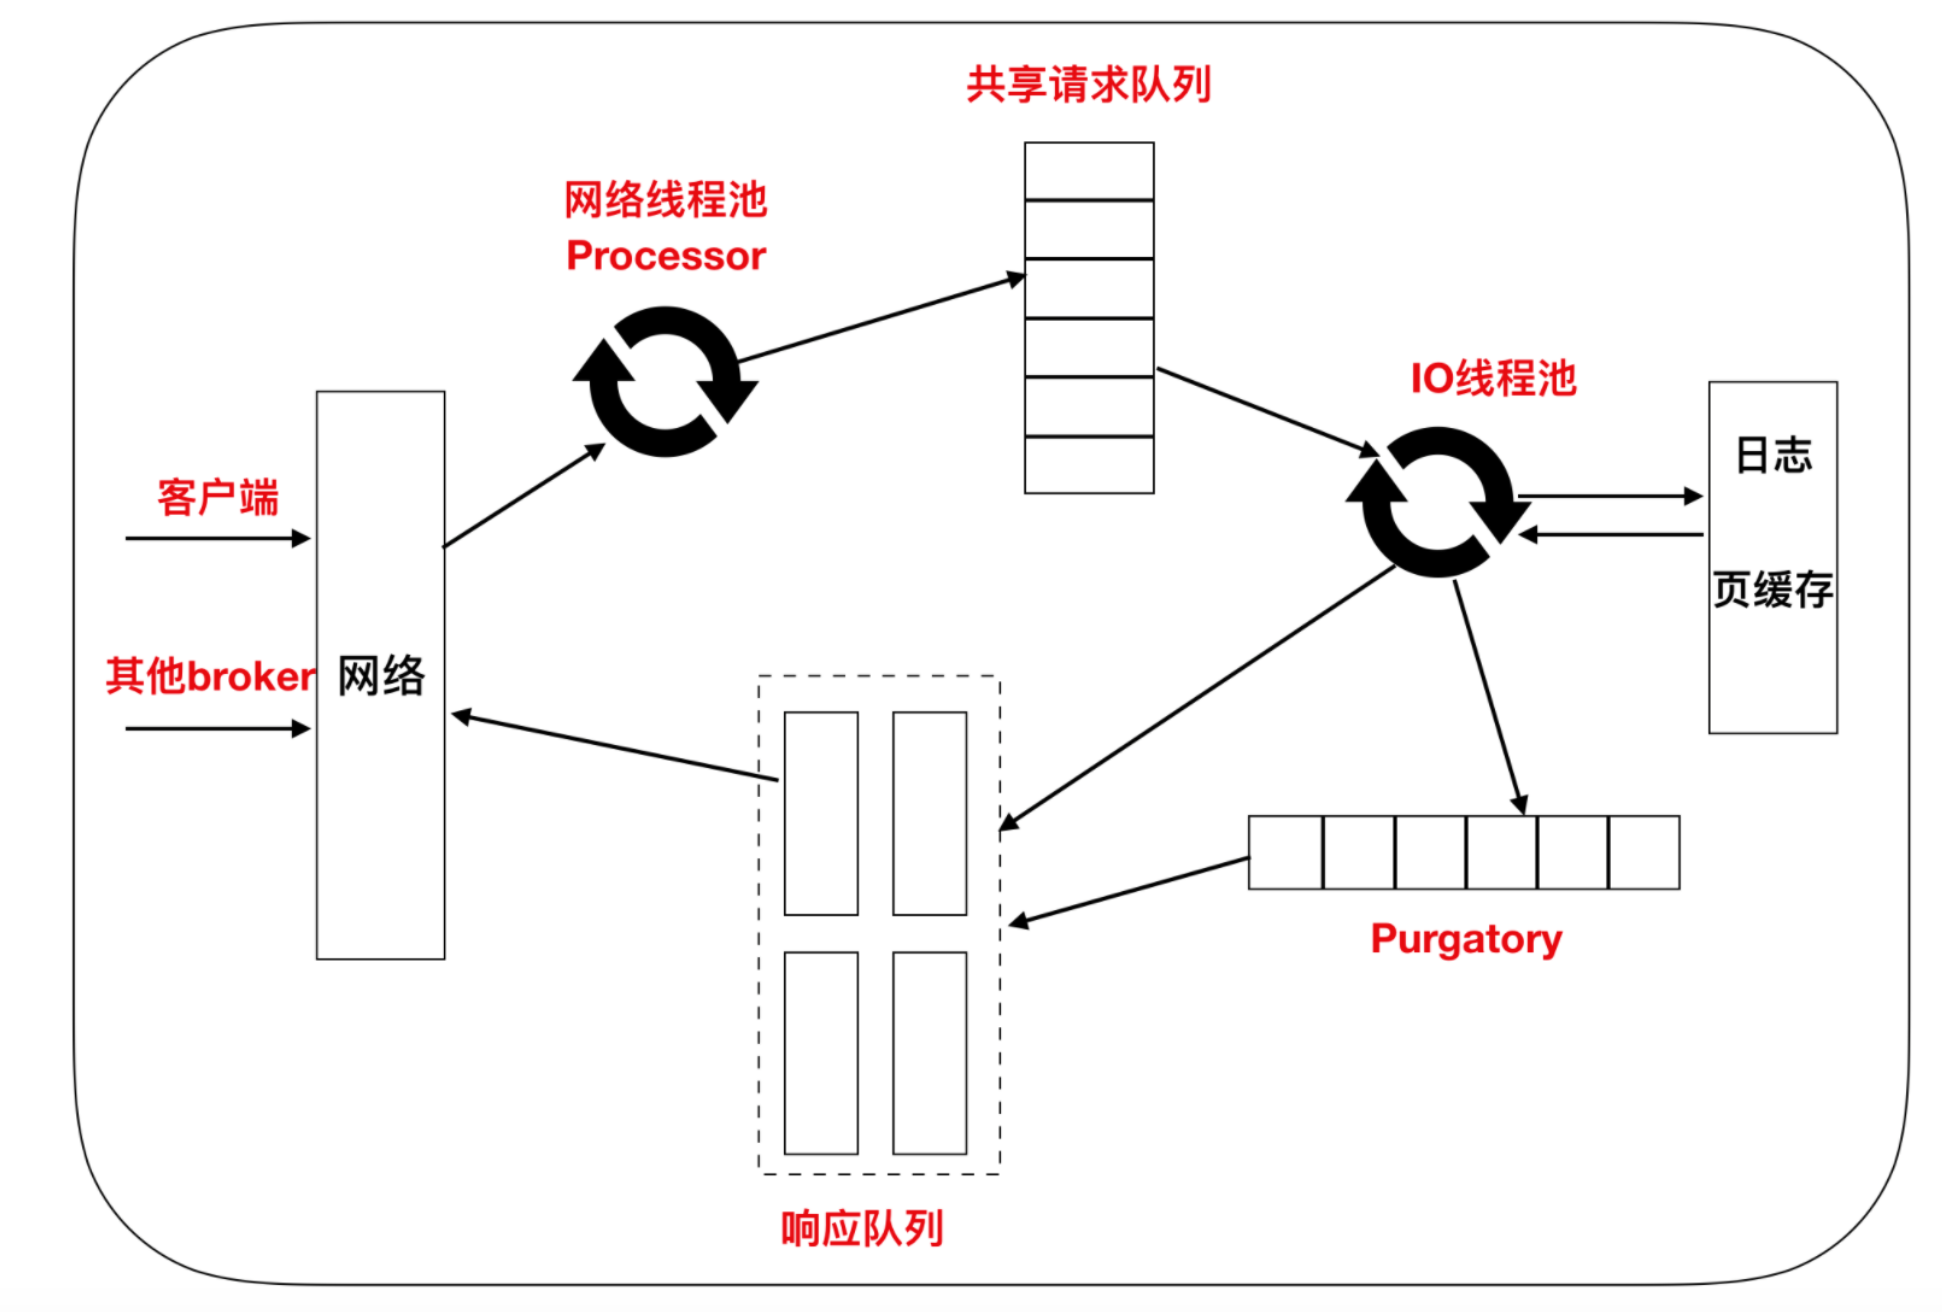 共享请求队列
网络线程池
Processor
IO线程池
日志
页缓存
客户端
其他broker
网络
Purgatory
响应队列